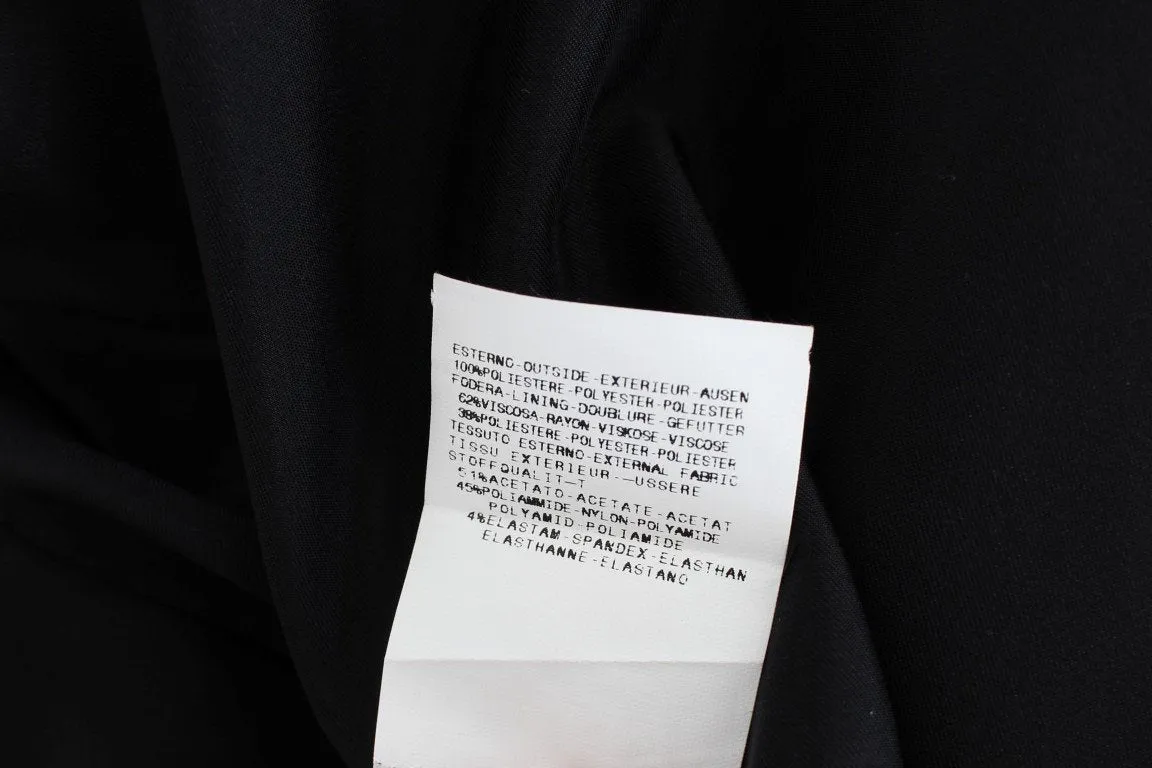 ESTERNO-OUTSIDE-EXTERIEUR-AUSEN
100%POLIESTERE-POLYESTER-POLIESTER
FODERA-LINING-DOUBLURE-GEFUTTER
62%VISCOSA-RAYON-VISKOSE-VISCOSE
38%POLIESTERE-POLYESTER-POLIESTER
TESSUTO ESTERNO-EXTERNAL FABRIC
TISSU EXTERIEUR-—USSERE
STOFFQUALIT—T
51%ACETATO-ACETATE-ACETAT
45%POLIAMMIDE-NYLON-POLYAMIDE
POLYAMID-POLIAMIDE
4%ELASTAM-SPANDEX-ELASTHAN
ELASTHANNE-ELASTANO